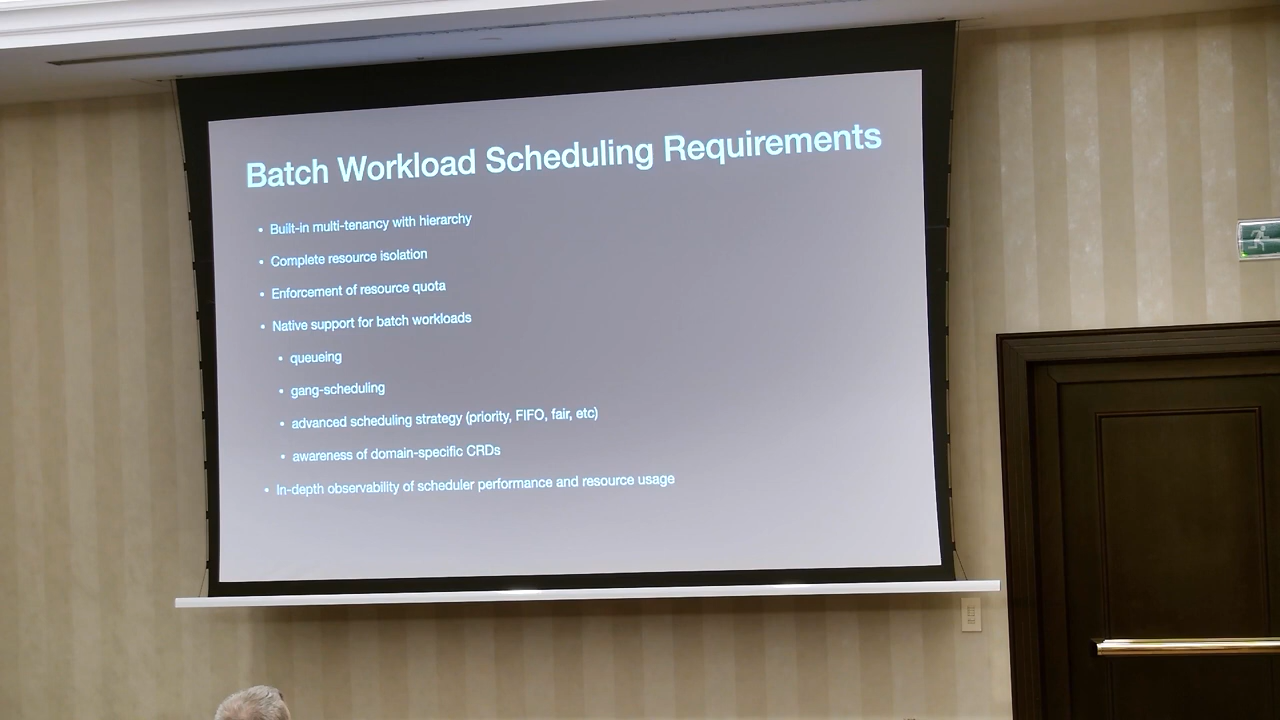 Batch Workload Scheduling Requirements
• Built-in multi-tenancy with hierarchy
• Complete resource isolation
• Enforcement of resource quota
• Native support for batch workloads
• queueing
• gang-scheduling
• advanced scheduling strategy (priority, FIFO, fair, etc)
• awareness of domain-specific CRDs
• In-depth observability of scheduler performance and resource usage